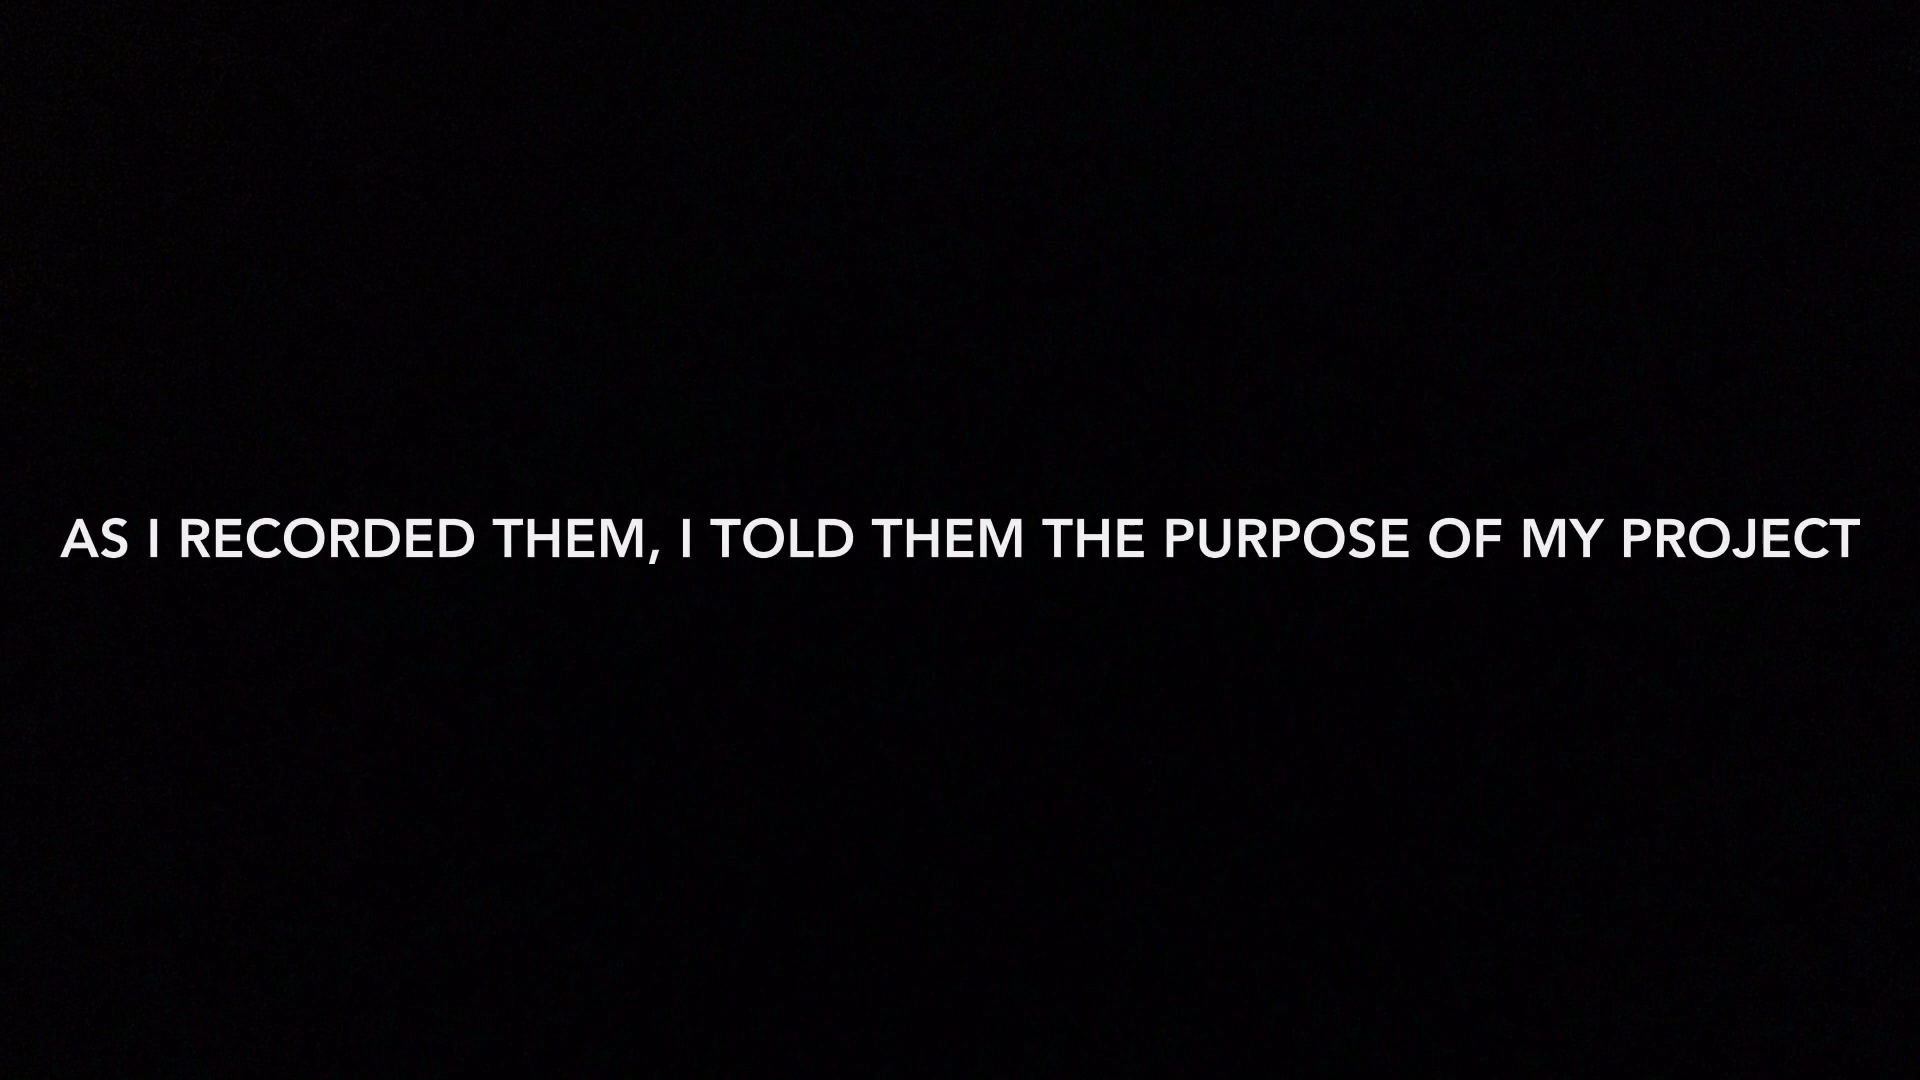 AS I RECORDED THEM, I TOLD THEM THE PURPOSE OF MY PROJECT